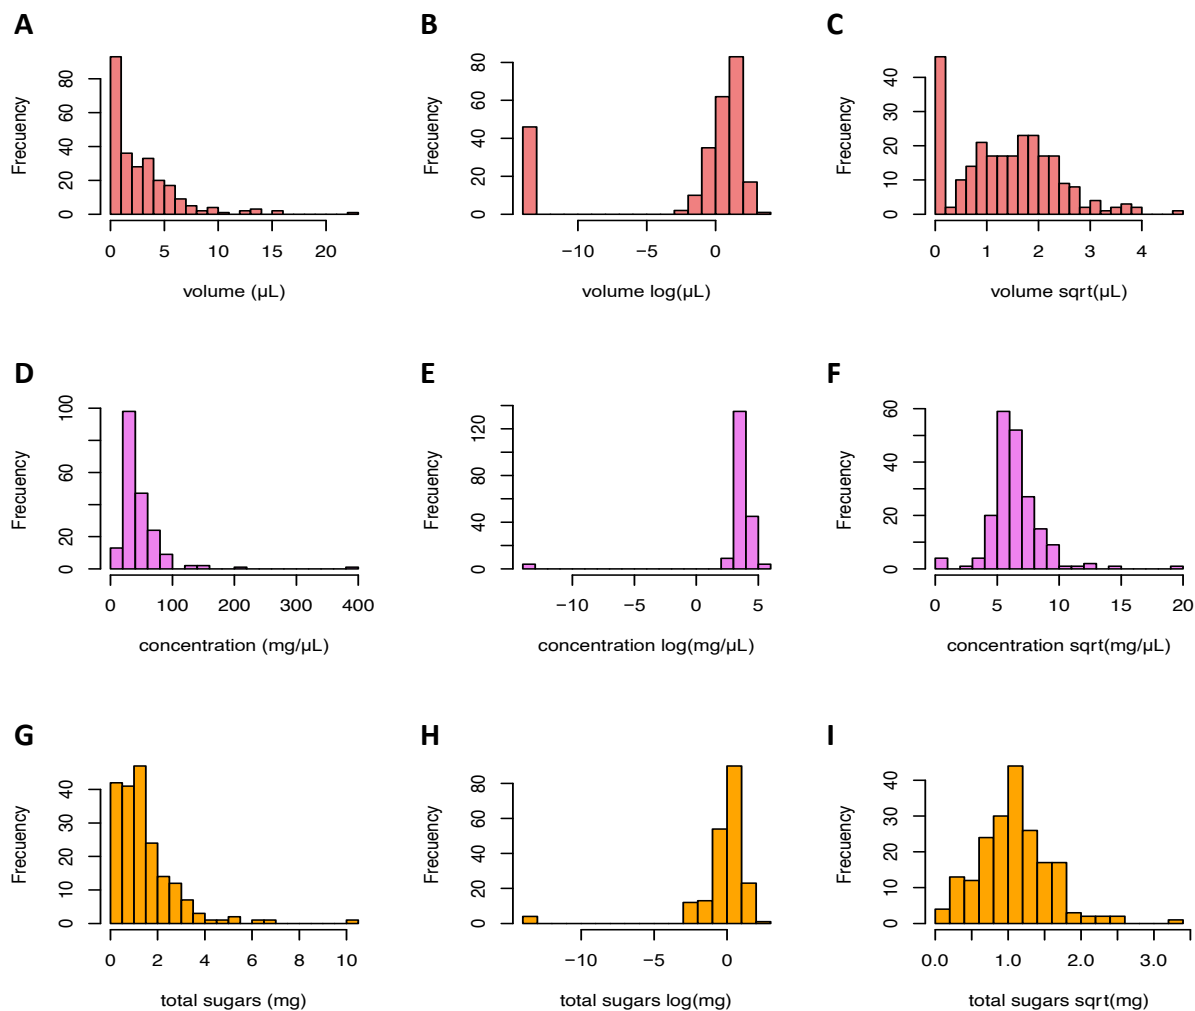 A
B
C
Frecuency
0 20 40 60 80
0 5 10 15 20
volume (µL)
Frecuency
0 20 40 60 80
−10 −5 0
volume log(µL)
Frecuency
0 10 20 30 40
0 1 2 3 4
volume sqrt(µL)
D
E
F
Frecuency
0 20 60 100
0 100 200 300 400
concentration (mg/µL)
Frecuency
0 40 80 120
−10 −5 0 5
concentration log(mg/µL)
Frecuency
0 20 40 60
0 5 10 15 20
concentration sqrt(mg/µL)
G
H
I
Frecuency
0 10 20 30 40
0 2 4 6 8 10
total sugars (mg)
Frecuency
0 20 40 60 80
−10 −5 0
total sugars log(mg)
Frecuency
0 10 20 30 40
0.0 1.0 2.0 3.0
total sugars sqrt(mg)